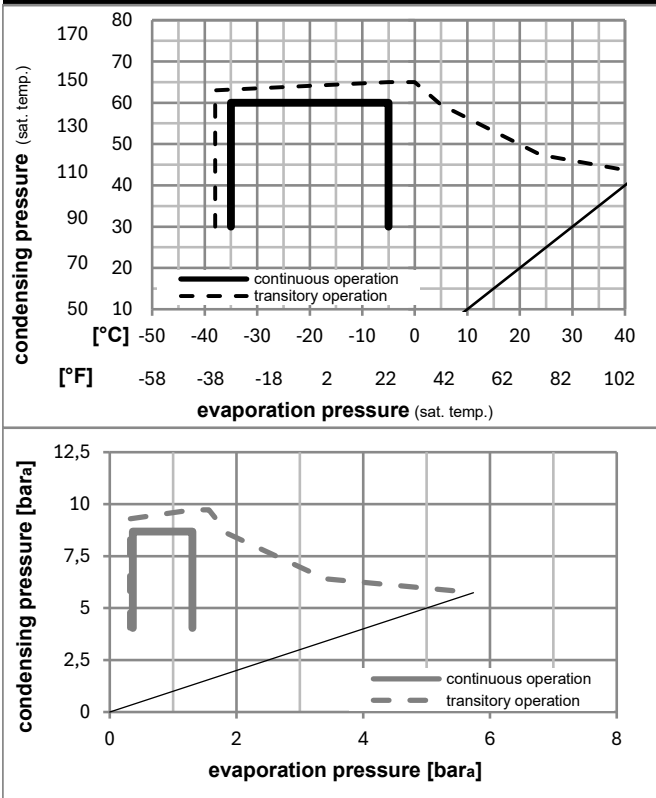 condensing pressure (sat. temp.)
170 80
70
150 60
130 50
110 40
90 30
70 20
50 10
continuous operation
transitory operation
[°C] -50 -40 -30 -20 -10 0 10 20 30 40
[°F] -58 -38 -18 2 22 42 62 82 102
evaporation pressure (sat. temp.)
condensing pressure [bara]
12,5
10
7,5
5
2,5
0
continuous operation
transitory operation
0 2 4 6 8
evaporation pressure [bara]